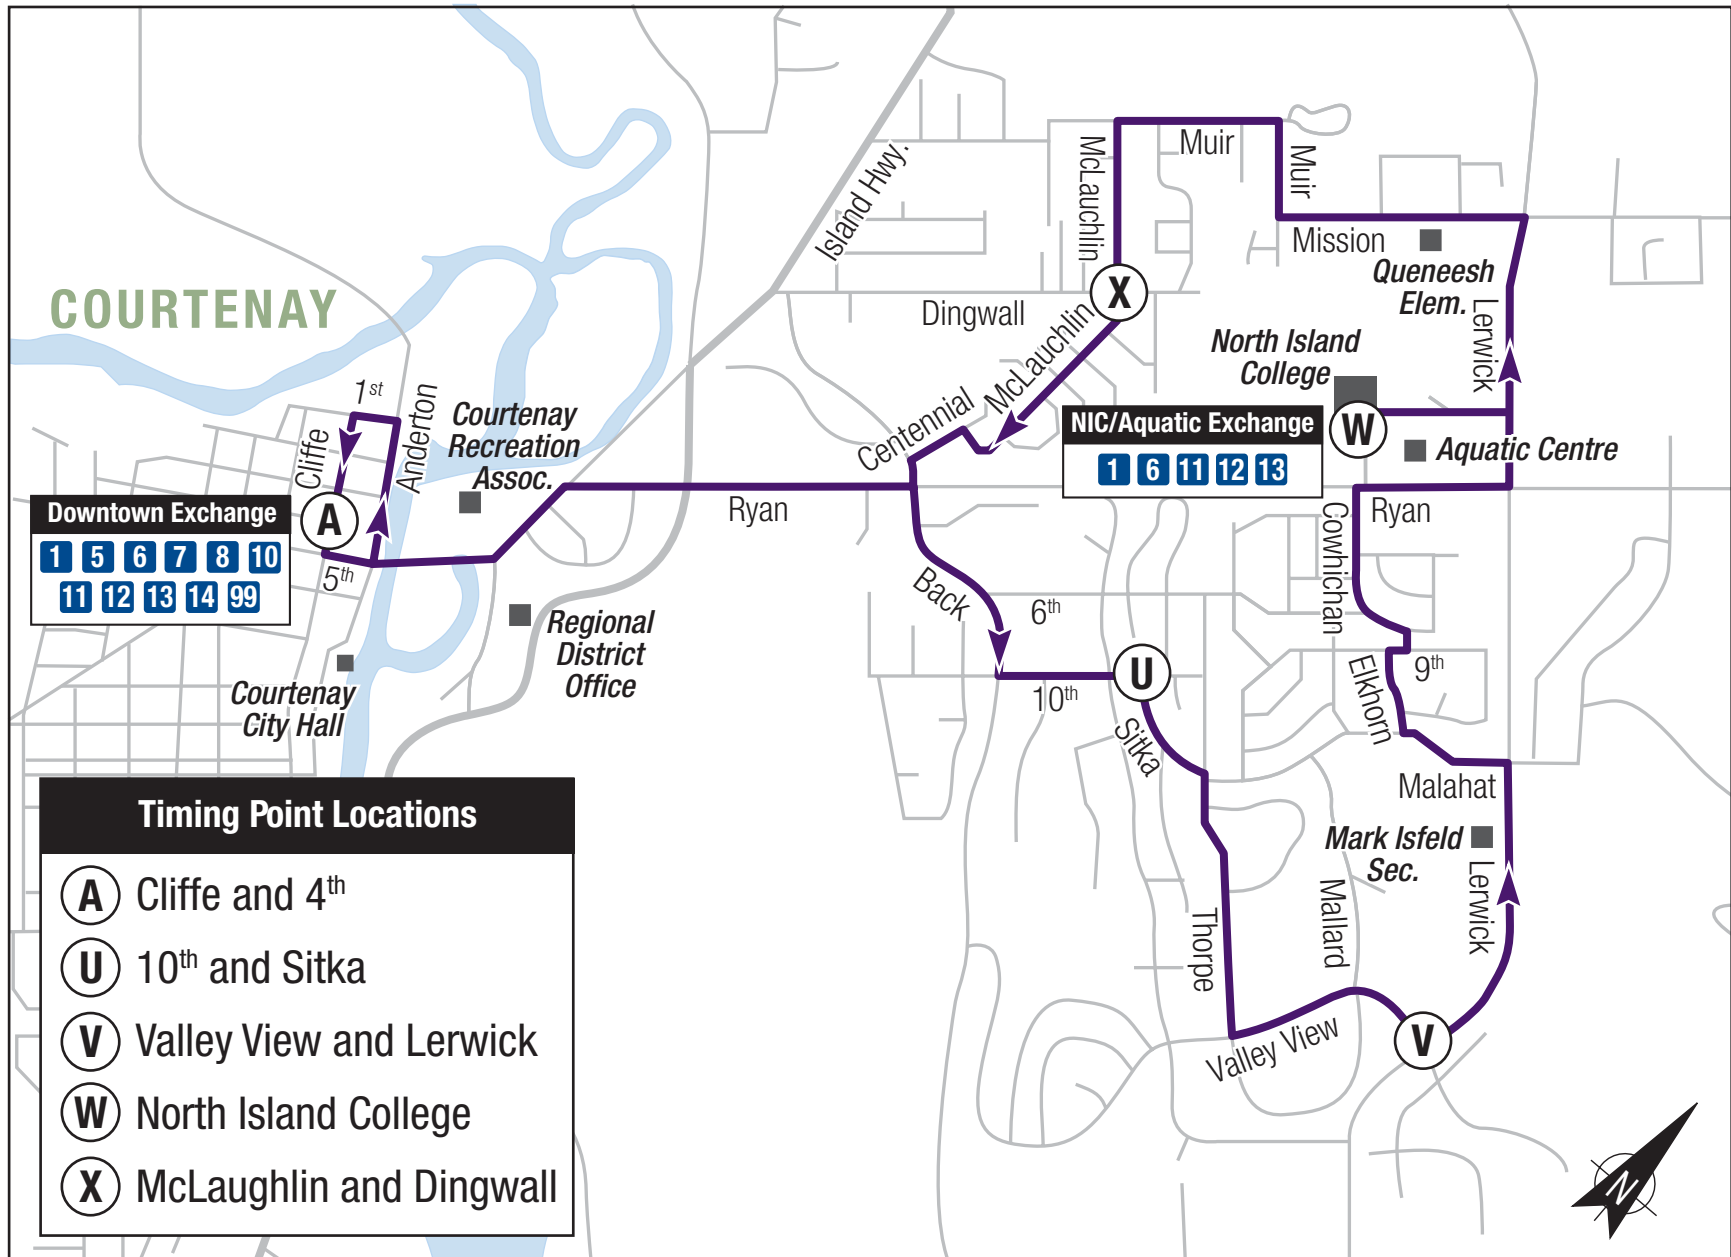 Muir
McLauchlin
Muir
Island Hwy.
Mission
Queneesh
Elem.
COURTENAY
Dingwall
McLauchlin
Lerwick
North Island
College
1st
Anderton
Cliffe
Courtenay
Recreation
Assoc.
Centennial
NIC/Aquatic Exchange
1 6 11 12 13
W
Aquatic Centre
X
Downtown Exchange
1 5 6 7 8 10
11 12 13 14 99
A
5th
Ryan
Ryan
Cowhichan
Back
6th
Regional
District
Office
Courtenay
City Hall
U
10th
Sitka
9th
Elkhorn
Malahat
Mark Isfeld
Sec.
Lerwick
Mallard
Thorpe
Valley View
V
Timing Point Locations
A Cliffe and 4th
U 10th and Sitka
V Valley View and Lerwick
W North Island College
X McLaughlin and Dingwall
N